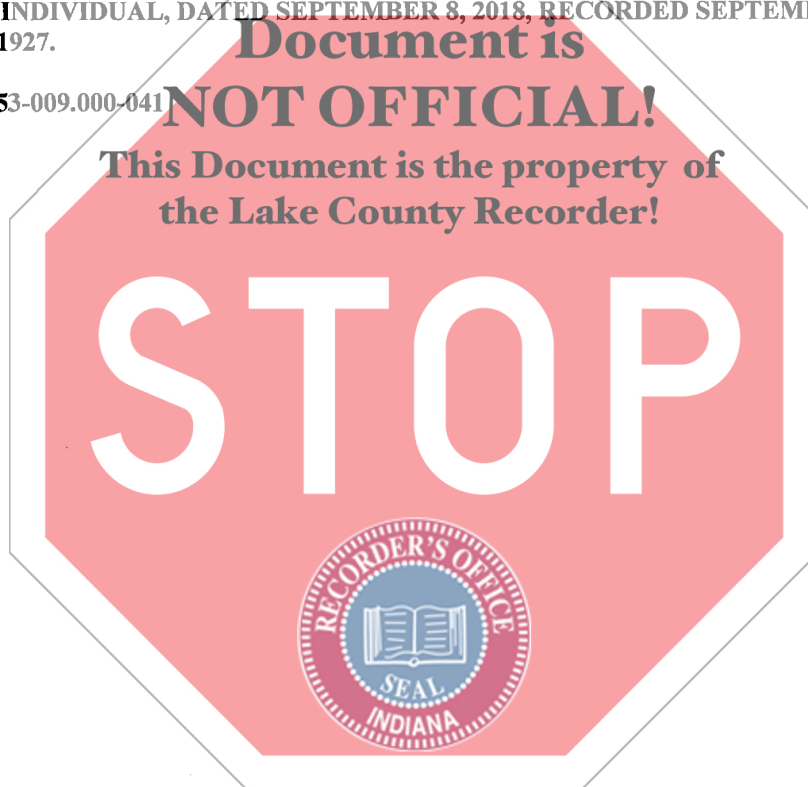 INDIVIDUAL, DATED SEPTEMBER 8, 2018, RECORDED
1927.
Document is
53-009.000-041
NOT OFFICIAL!
This Document is the property of
the Lake County Recorder!
STOP
RECORDER'S OFFICE
SEAL
INDIANA